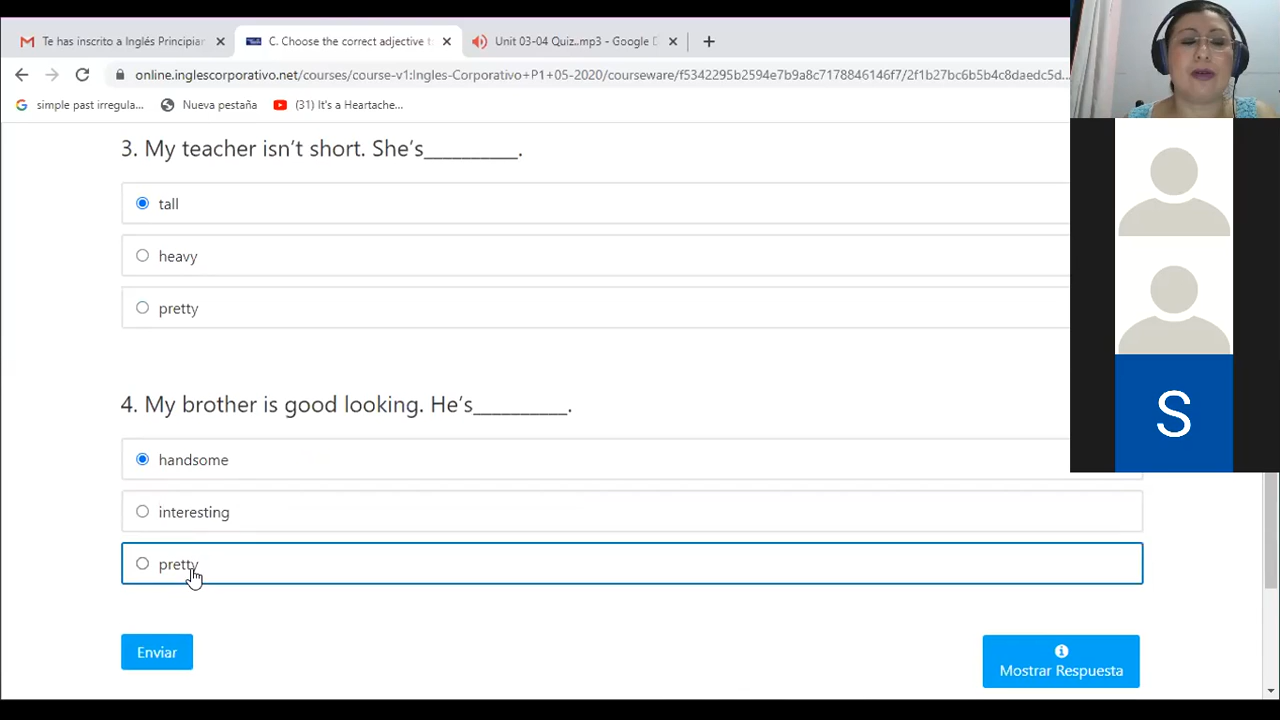 Te has inscrito a Inglés Principian
C. Choose the correct adjective t
Unit 03-04 Quiz..mp3 - Google D
online.inglescorporativo.net/courses/course-v1:Ingles-Corporativo+P1+05-2020/courseware/f5342295b2594e7b9a8c7178846146f7/2f1b27bc6b5b4c8daedc5d...
simple past irregula...
Nueva pestaña
(31) It's a Heartache...
3. My teacher isn't short. She's__________.
tall
heavy
pretty
4. My brother is good looking. He's__________.
handsome
interesting
pretty
Enviar
Mostrar Respuesta
S